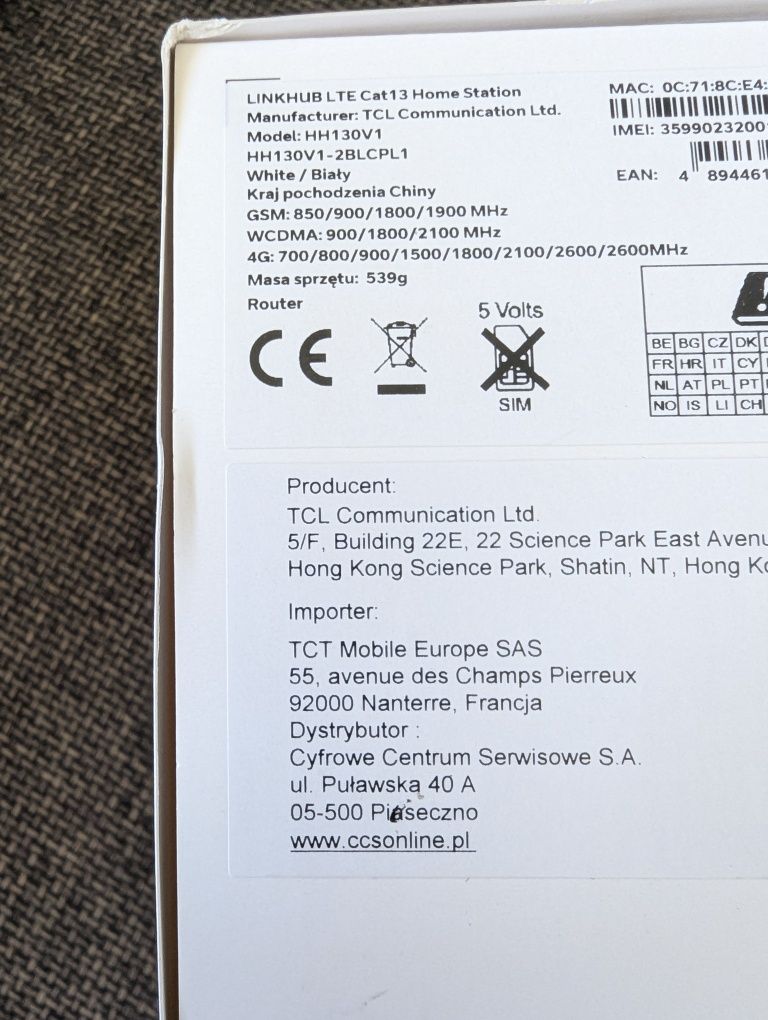 LINKHUB LTE Cat13 Home Station
Manufacturer: TCL Communication Ltd.
Model: HH130V1
HH130V1-2BLCPL1
White / Biały
Kraj pochodzenia Chiny
GSM: 850/900/1800/1900 MHz
WCDMA: 900/1800/2100 MHz
4G: 700/800/900/1500/1800/2100/2600/2600MHz
Masa sprzętu: 539g
Router
MAC: 0C:71:8C:E4:
IMEI: 3599023200
EAN: 4 894461
CE
5 Volts
SIM
BE BG CZ DK
FR HR IT CY
NL AT PL PT
NO IS LI CH
Producent:
TCL Communication Ltd.
5/F, Building 22E, 22 Science Park East Avenu
Hong Kong Science Park, Shatin, NT, Hong Ko
Importer:
TCT Mobile Europe SAS
55, avenue des Champs Pierreux
92000 Nanterre, Francja
Dystrybutor :
Cyfrowe Centrum Serwisowe S.A.
ul. Puławska 40 A
05-500 Piaseczno
www.ccsonline.pl